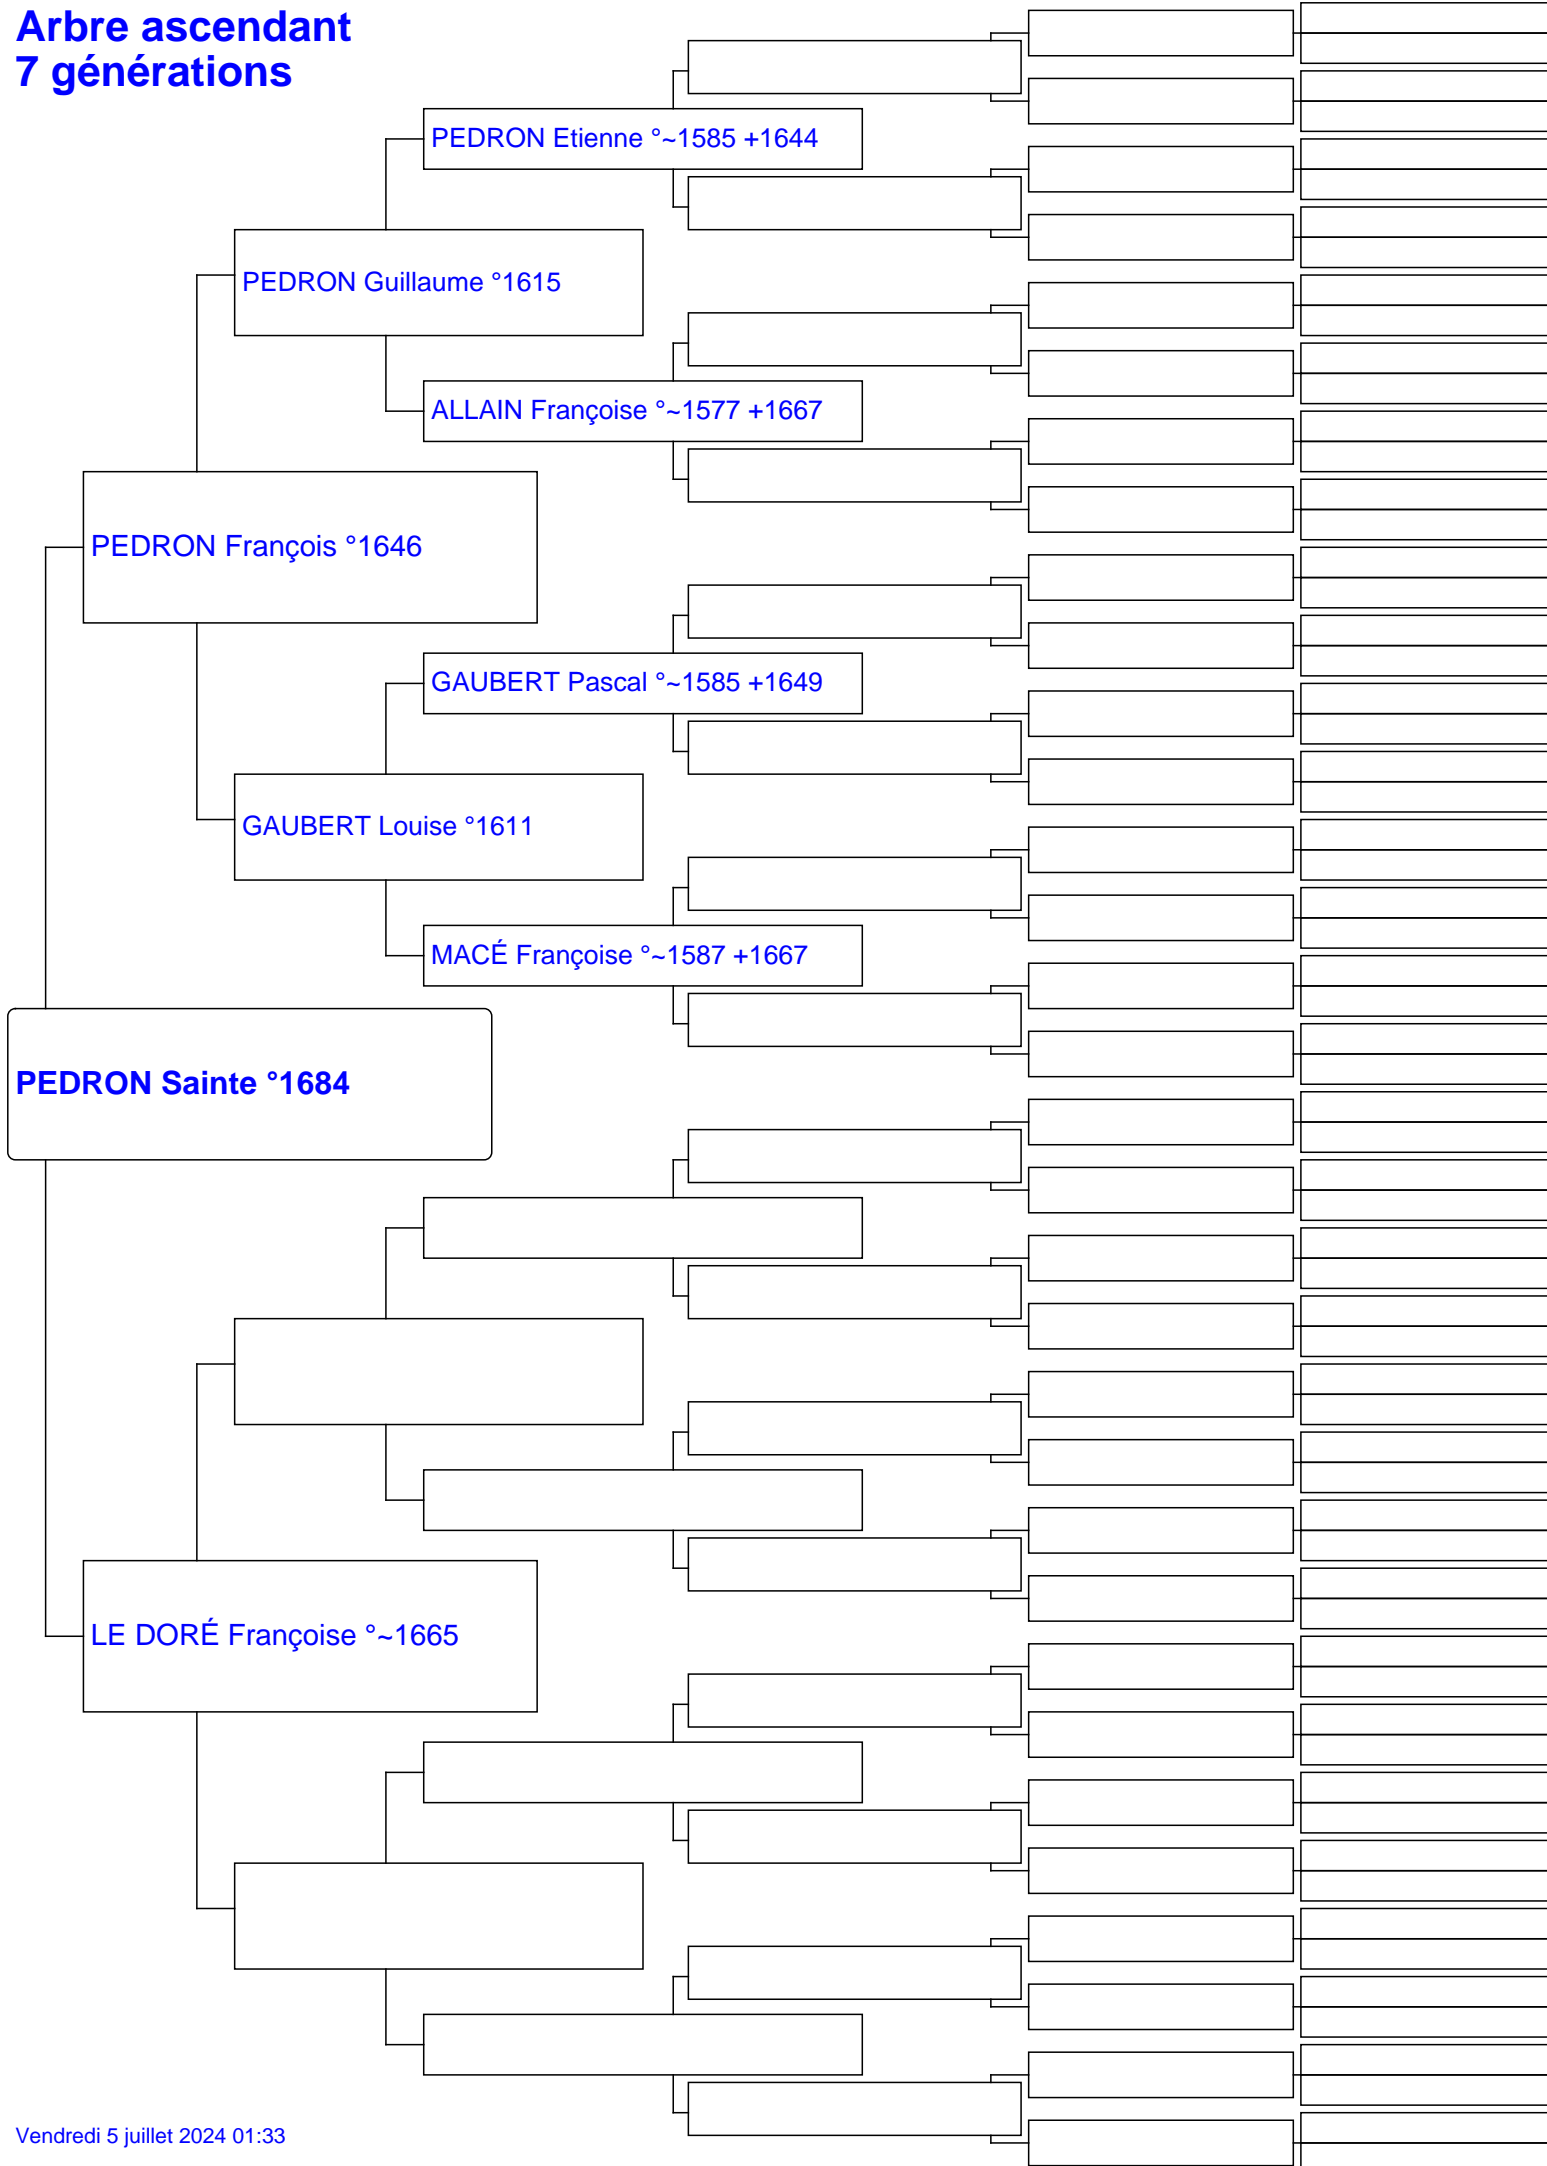 Arbre ascendant
7 générations
PEDRON Etienne °~1585 +1644
PEDRON Guillaume °1615
ALLAIN Françoise °~1577 +1667
PEDRON François °1646
GAUBERT Pascal °~1585 +1649
GAUBERT Louise °1611
MACÉ Françoise °~1587 +1667
PEDRON Sainte °1684
LE DORÉ Françoise °~1665
Vendredi 5 juillet 2024 01:33